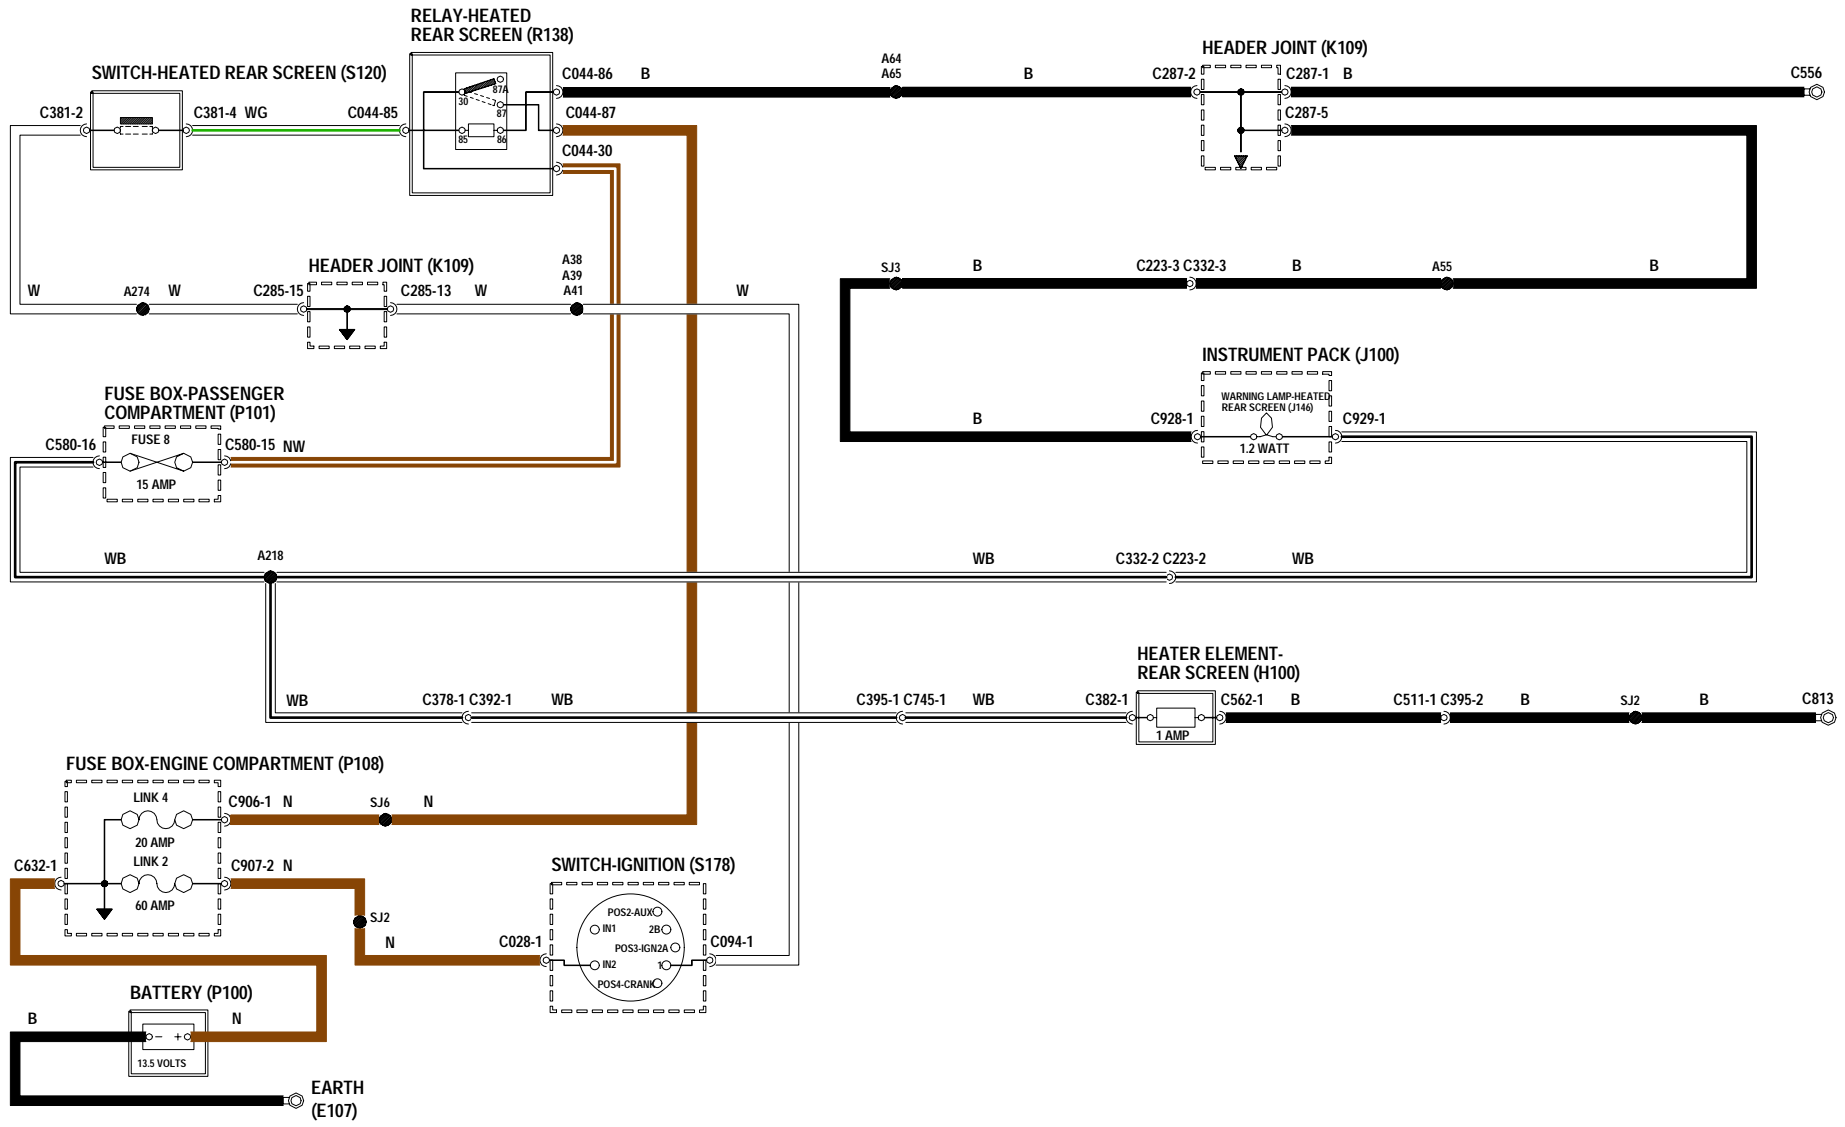 RELAY-HEATED
REAR SCREEN (R138)
SWITCH-HEATED REAR SCREEN (S120)
HEADER JOINT (K109)
C044-86 B
A64
A65
B
C287-2
C287-1 B
C556
87A
30
87
85
86
C381-2
C381-4 WG
C044-85
C044-87
C287-5
C044-30
HEADER JOINT (K109)
A38
A39
A41
W
A274
W
C285-15
C285-13
W
W
SJ3
B
C223-3 C332-3
B
A55
B
INSTRUMENT PACK (J100)
WARNING LAMP-HEATED
REAR SCREEN (J146)
1.2 WATT
B
C928-1
C929-1
FUSE BOX-PASSENGER
COMPARTMENT (P101)
C580-16
FUSE 8
15 AMP
C580-15 NW
WB
A218
WB
C332-2 C223-2
WB
HEATER ELEMENT-
REAR SCREEN (H100)
WB
C378-1 C392-1
WB
C395-1 C745-1
WB
C382-1
1 AMP
C562-1
B
C511-1 C395-2
B
SJ2
B
C813
FUSE BOX-ENGINE COMPARTMENT (P108)
LINK 4
20 AMP
C906-1 N
SJ6
N
LINK 2
60 AMP
C632-1
C907-2 N
SJ2
N
SWITCH-IGNITION (S178)
POS2-AUX
IN1
2B
POS3-IGN2A
IN2
1
POS4-CRANK
C028-1
C094-1
BATTERY (P100)
B
N
- +
13.5 VOLTS
EARTH
(E107)